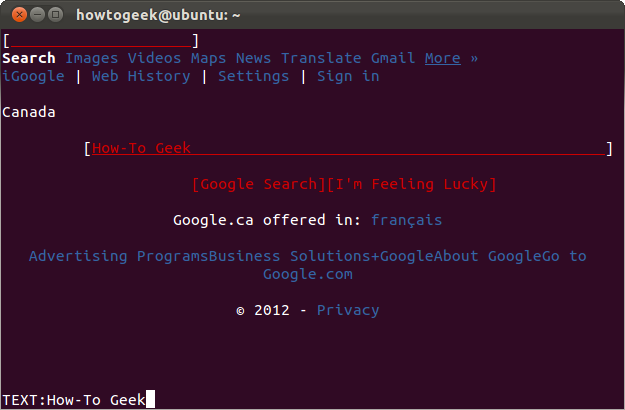 howtogeek@ubuntu: ~
[____________________]
Search Images Videos Maps News Translate Gmail More »
iGoogle | Web History | Settings | Sign in
Canada
[How-To Geek______________________________________________]
[Google Search][I'm Feeling Lucky]
Google.ca offered in: français
Advertising ProgramsBusiness Solutions+GoogleAbout GoogleGo to
Google.com
© 2012 - Privacy
TEXT:How-To Geek